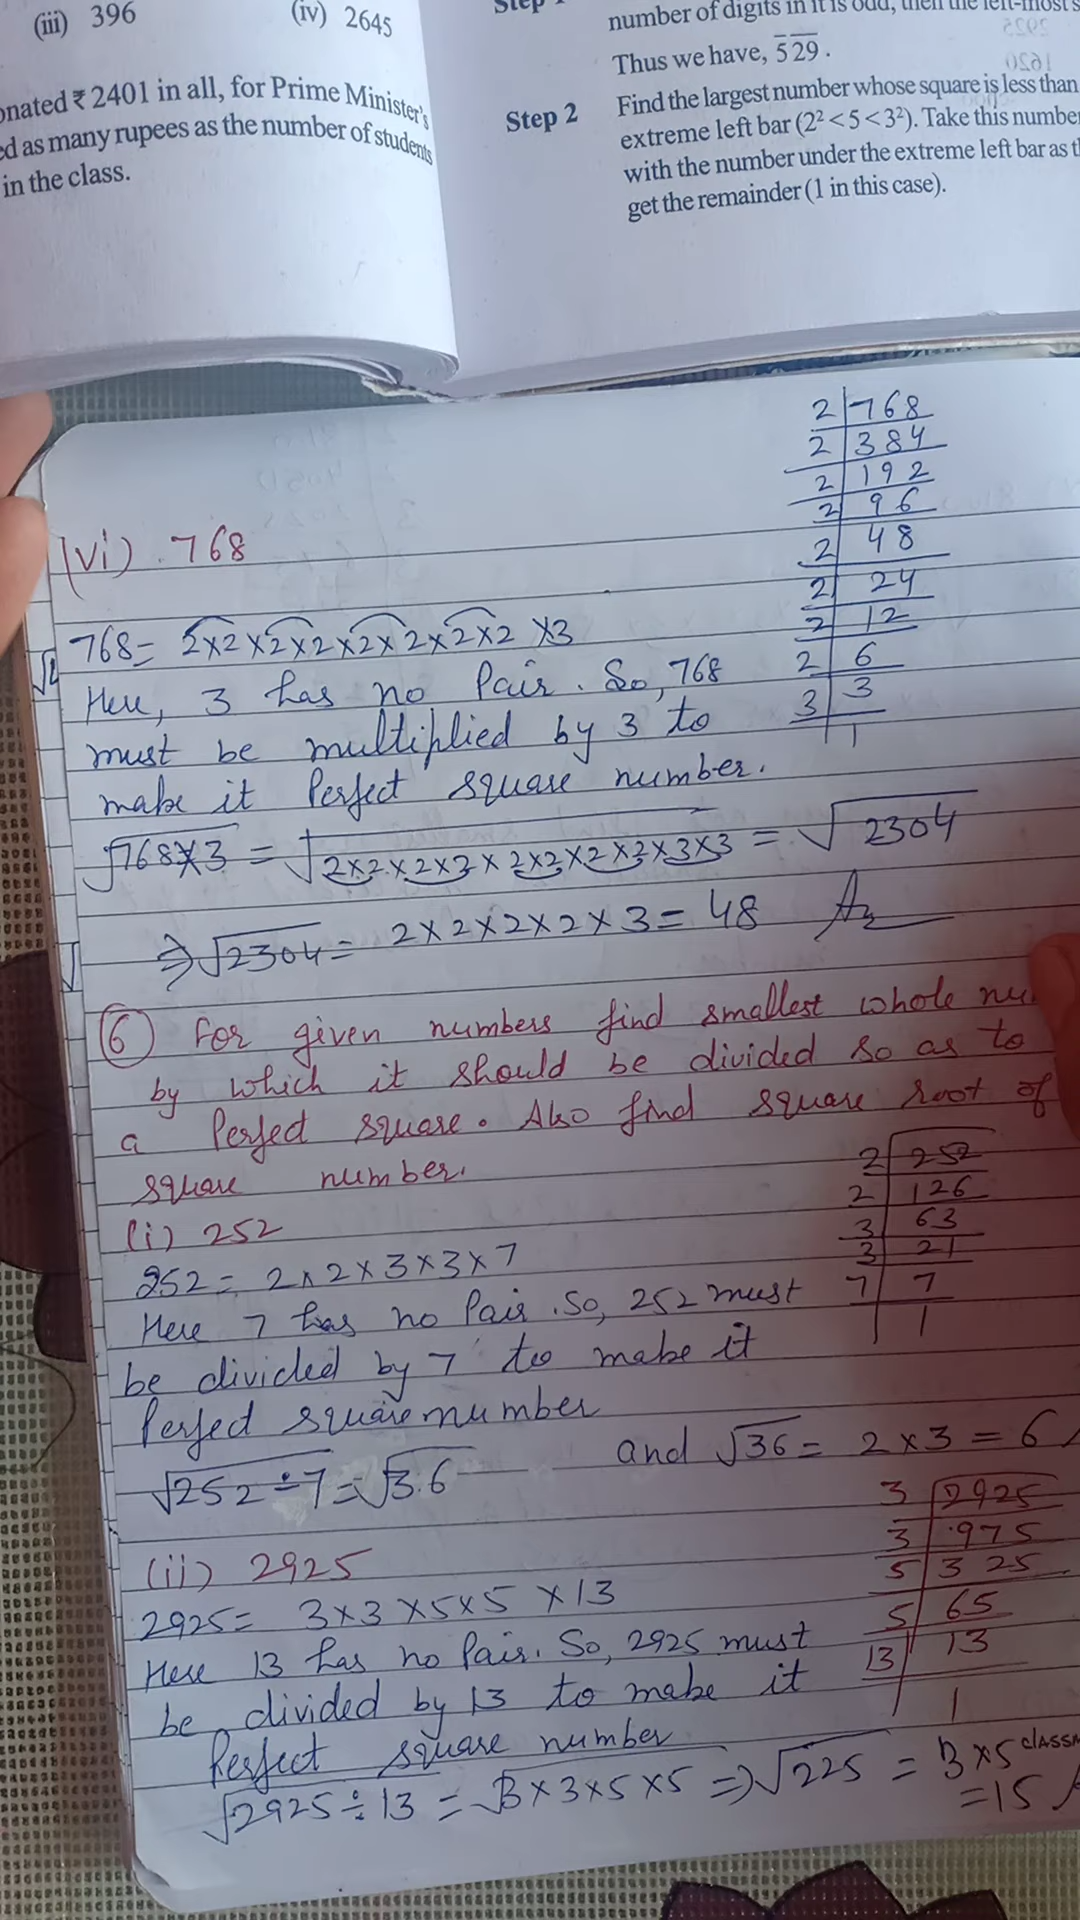 (iii) 396
(iv) 2645
onated ₹ 2401 in all, for Prime Minister's
ed as many rupees as the number of students
in the class.
number of digits in it is odd, then the left-most s
Thus we have, 5 29 .
Step 2 Find the largest number whose square is less than
extreme left bar (2² < 5 < 3²). Take this number
with the number under the extreme left bar as t
get the remainder (1 in this case).
2 | 768
2 | 384
2 | 192
2 | 96
2 | 48
2 | 24
2 | 12
2 | 6
3 | 3
1
(vi) 768
768 = 2×2×2×2×2×2×2×2 ×3
Here, 3 has no Pair. So, 768
must be multiplied by 3 to
make it Perfect square number.
√768×3 = √2×2×2×2×2×2×2×2×3×3 = √2304
⇒ √2304 = 2×2×2×2×3 = 48
(6) For given numbers find smallest whole nu
by which it should be divided so as to
a Perfect square. Also find square root of
square number.
2 | 252
2 | 126
3 | 63
3 | 21
7 | 7
1
(i) 252
252 = 2×2×3×3×7
Here 7 has no Pair. So, 252 must
be divided by 7 to make it
Perfect square number
√252÷7 = √36 and √36 = 2×3 = 6
3 | 2925
3 | 975
5 | 325
5 | 65
13 | 13
1
(ii) 2925
2925 = 3×3×5×5×13
Here 13 has no Pair. So, 2925 must
be divided by 13 to make it
Perfect square number
√2925÷13 = √3×3×5×5 ⇒ √225 = 3×5
=15